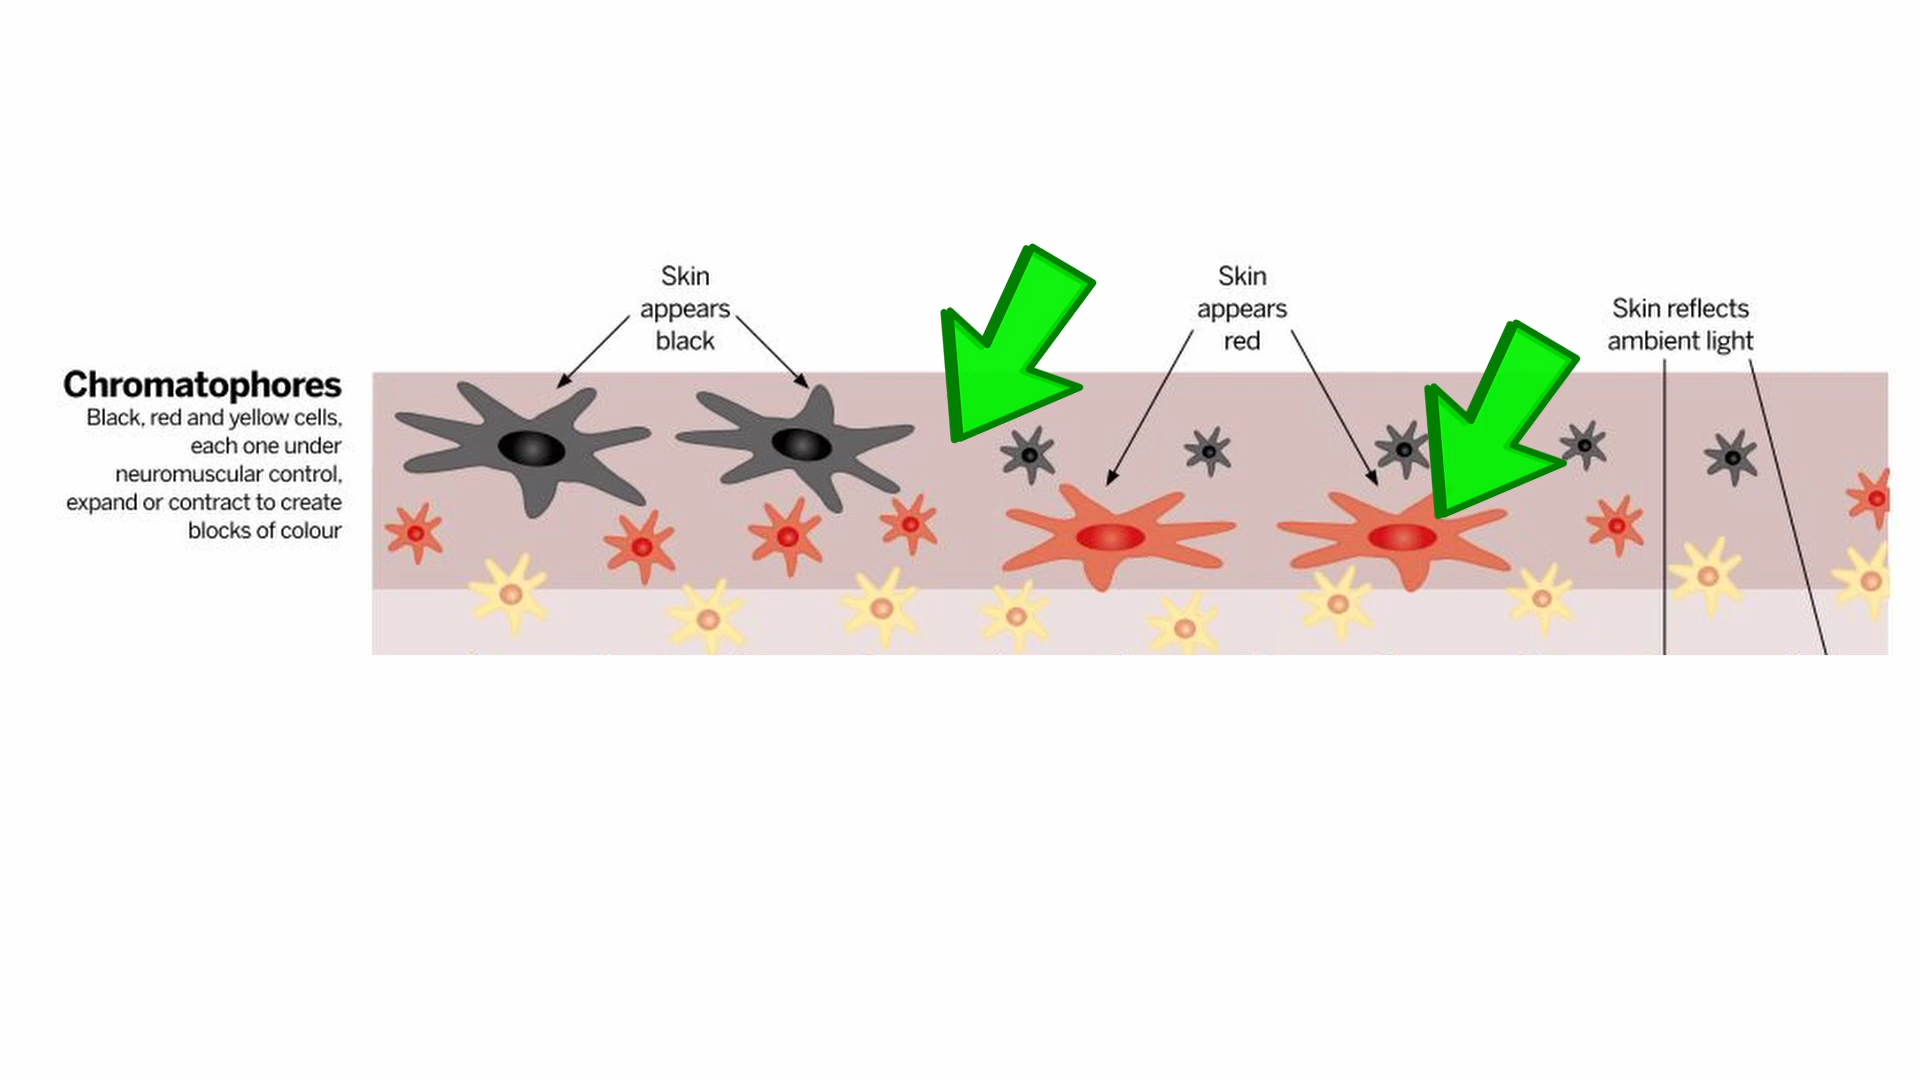 Skin
appears
black
Skin
appears
red
Skin reflects
ambient light
Chromatophores
Black, red and yellow cells,
each one under
neuromuscular control,
expand or contract to create
blocks of colour